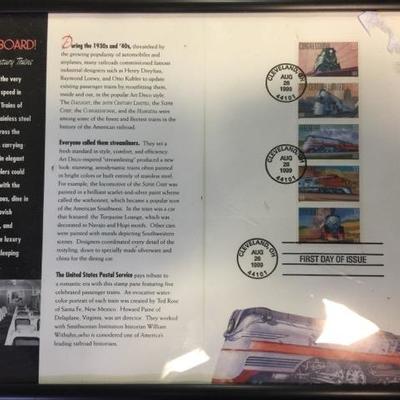 BOARD!
ntury Trains
the very
speed in
Trains of
ainless steel
ross the
carrying
in elegant
lers could
with the
ious, dine in
avish
and
e luxury
leeping
During the 1930s and '40s, threatened by
the growing popularity of automobiles and
airplanes, many railroads commissioned famous
industrial designers such as Henry Dreyfuss,
Raymond Loewy, and Otto Kuhler to update
existing passenger trains by restyling them,
inside and out, in the popular Art Deco style.
The DAYLIGHT, the 20TH CENTURY LIMITED, the SUPER
CHIEF, the CONGRESSIONAL, and the HIAWATHA were
among some of the finest and fleetest trains in the
history of the American railroad.
Everyone called them streamliners. They set a
fresh standard in style, comfort, and efficiency.
Art Deco-inspired "streamlining" produced a new
look: stunning, aerodynamic trains often painted
in bright colors or built entirely of stainless steel.
For example, the locomotive of the SUPER CHIEF was
painted in a brilliant scarlet-and-silver paint scheme
called the warbonnet, which became a popular icon
of the American Southwest. In the train was a car
that featured the Turquoise Lounge, which was
decorated in Navajo and Hopi motifs. Other cars
were painted with murals depicting Southwestern
scenes. Designers coordinated every detail of the
restyling, down to specially made silverware and
china for the dining car.
The United States Postal Service pays tribute to
a romantic era with this stamp pane featuring five
celebrated passenger trains. An evocative water-
color portrait of each train was created by Ted Rose
of Santa Fe, New Mexico. Howard Paine of
Delaplane, Virginia, was art director. They worked
with Smithsonian Institution historian William
Withuhn, who is considered one of America's
leading railroad historians.
CONGRESSIONAL
CLEVELAND, OH
AUG
26
1999
44101
CLEVELAND, OH
AUG
26
1999
44101
CLEVELAND, OH
AUG
26
1999
44101
FIRST DAY OF ISSUE